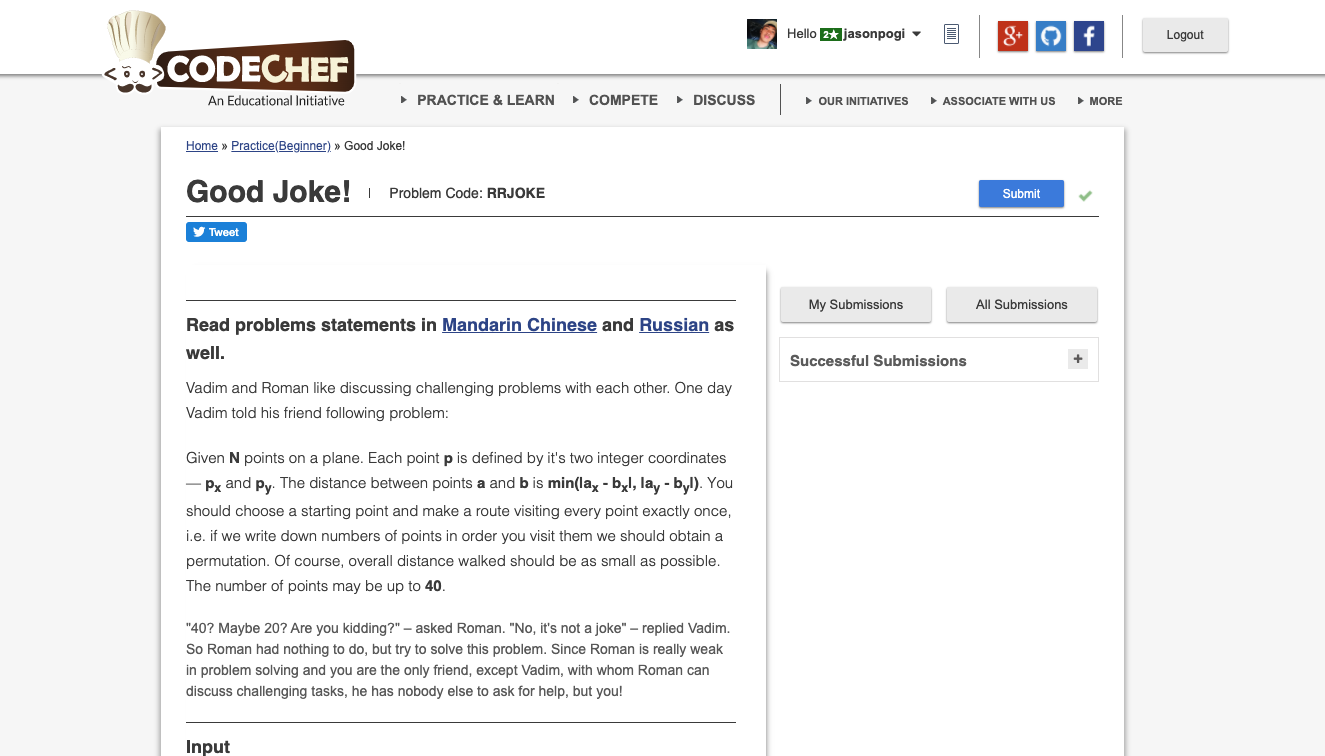 CODECHEF
An Educational Initiative
Hello 2★ jasonpogi
Logout
PRACTICE & LEARN COMPETE DISCUSS OUR INITIATIVES ASSOCIATE WITH US MORE
Home » Practice(Beginner) » Good Joke!
Good Joke! | Problem Code: RRJOKE
Submit
Tweet
My Submissions All Submissions
Successful Submissions +
Read problems statements in Mandarin Chinese and Russian as
well.
Vadim and Roman like discussing challenging problems with each other. One day
Vadim told his friend following problem:
Given N points on a plane. Each point p is defined by it's two integer coordinates
— px and py. The distance between points a and b is min(|ax - bx|, |ay - by|). You
should choose a starting point and make a route visiting every point exactly once,
i.e. if we write down numbers of points in order you visit them we should obtain a
permutation. Of course, overall distance walked should be as small as possible.
The number of points may be up to 40.
"40? Maybe 20? Are you kidding?" – asked Roman. "No, it's not a joke" – replied Vadim.
So Roman had nothing to do, but try to solve this problem. Since Roman is really weak
in problem solving and you are the only friend, except Vadim, with whom Roman can
discuss challenging tasks, he has nobody else to ask for help, but you!
Input